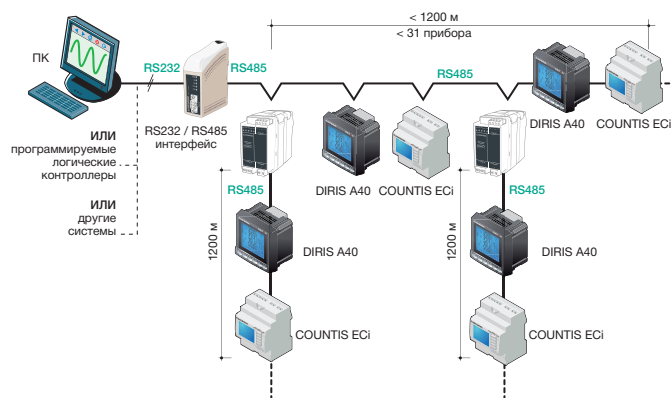 < 1200 м
< 31 прибора
ПК
RS232
RS485
RS485
RS232 / RS485
интерфейс
ИЛИ
программируемые
логические
контроллеры
ИЛИ
другие
системы
DIRIS A40
COUNTIS ECi
DIRIS A40
COUNTIS ECi
RS485
1200 м
DIRIS A40
COUNTIS ECi
RS485
1200 м
DIRIS A40
COUNTIS ECi